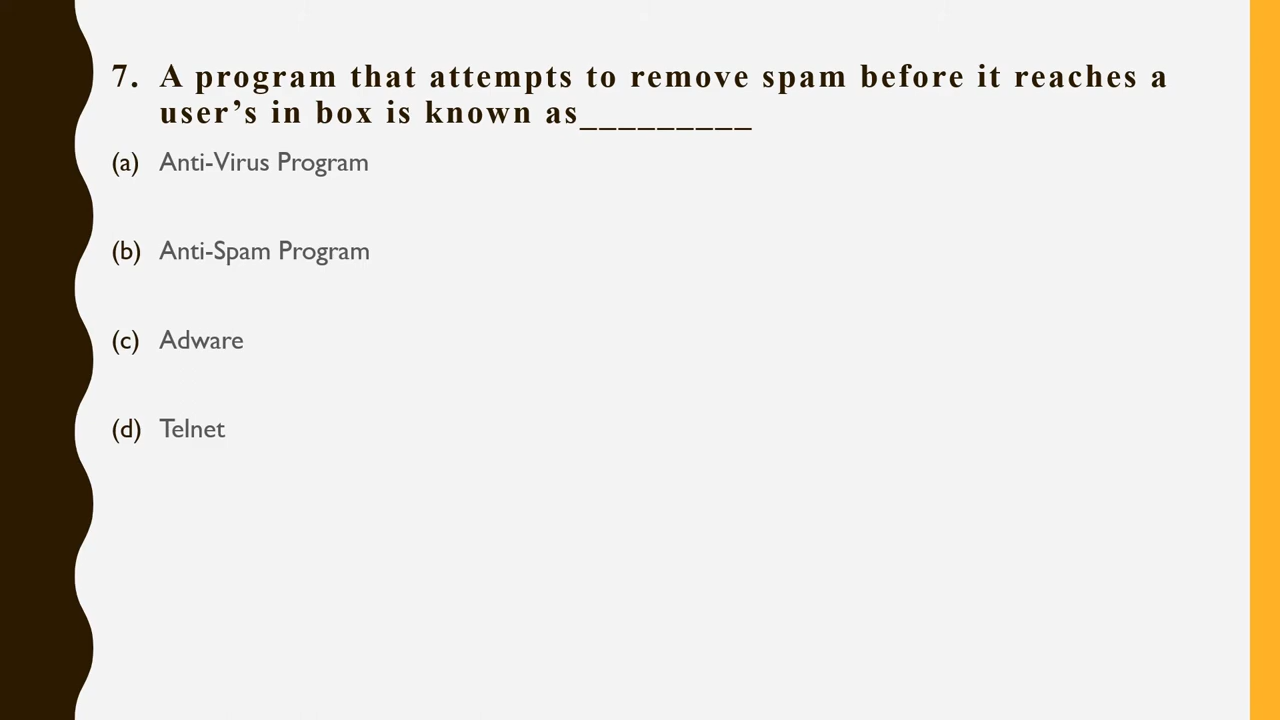 7. A program that attempts to remove spam before it reaches a
user’s in box is known as_________
(a) Anti-Virus Program
(b) Anti-Spam Program
(c) Adware
(d) Telnet